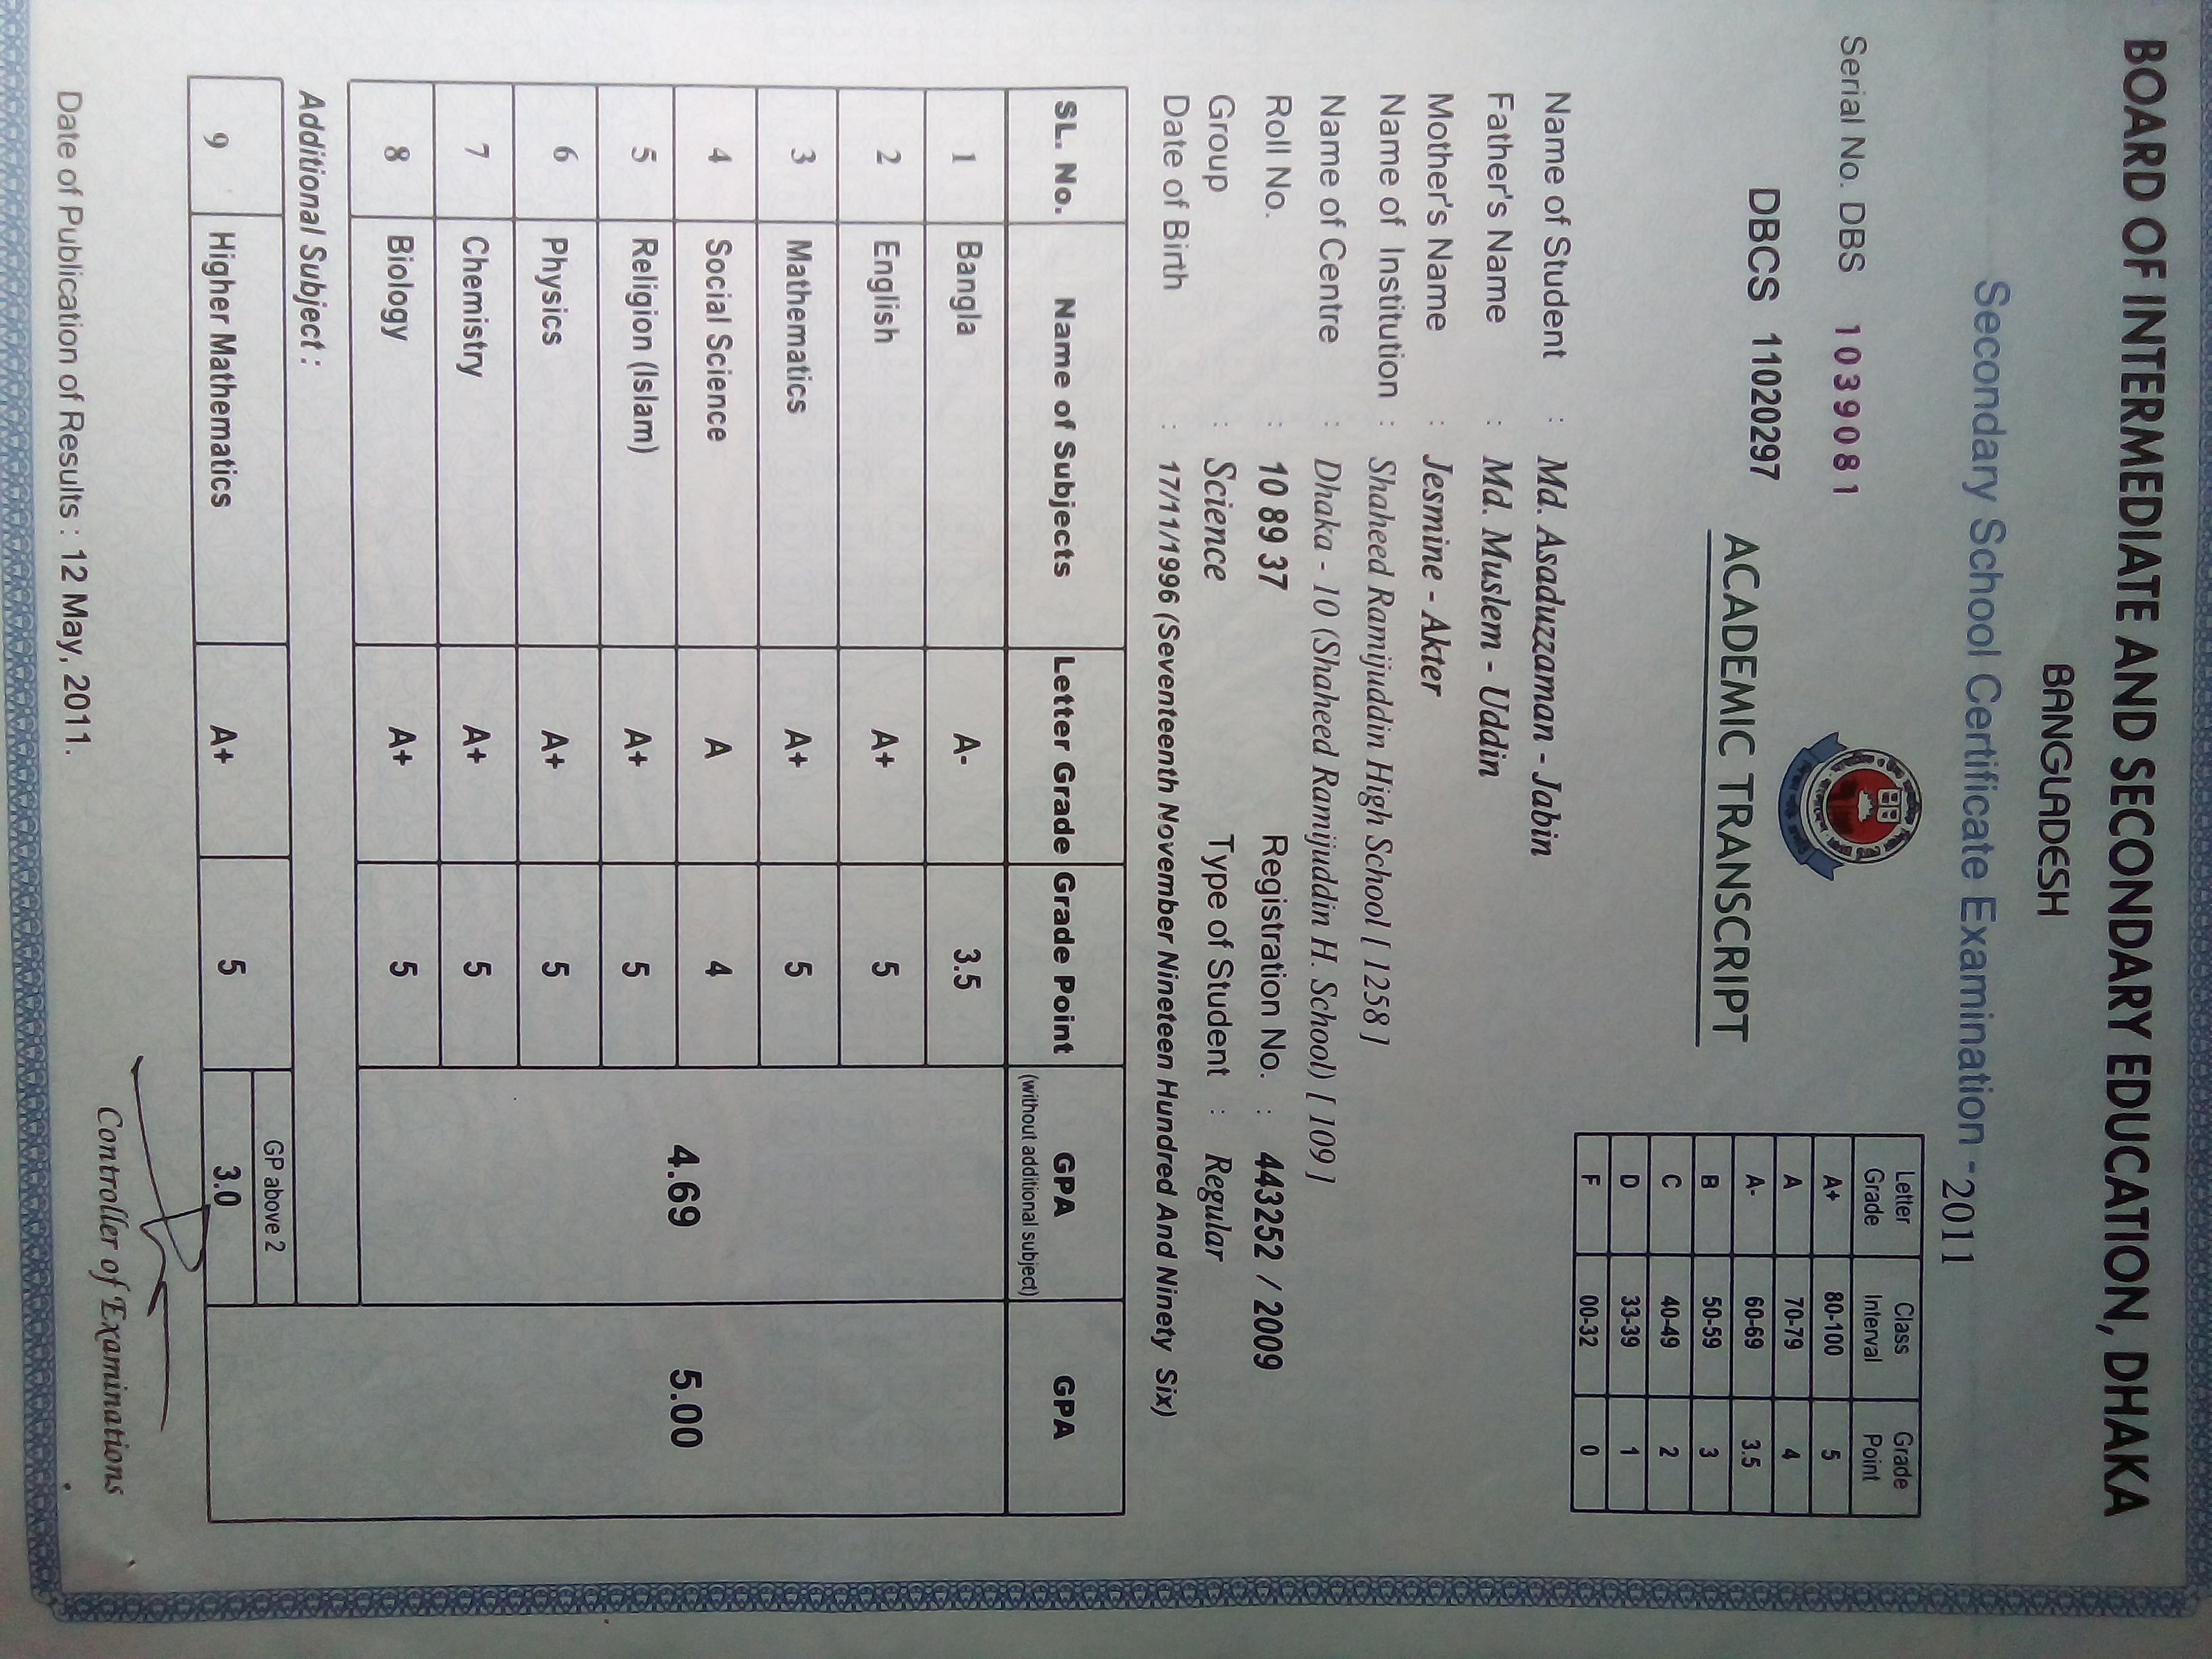 BOARD OF INTERMEDIATE AND SECONDARY EDUCATION, DHAKA
BANGLADESH
Secondary School Certificate Examination - 2011
Serial No. DBS 1039081
DBCS 11020297
ACADEMIC TRANSCRIPT
Letter Grade Class Interval Grade Point
A+ 80-100 5
A 70-79 4
A- 60-69 3.5
B 50-59 3
C 40-49 2
D 33-39 1
F 00-32 0
Name of Student : Md. Asaduzzaman - Jabin
Father's Name : Md. Muslem - Uddin
Mother's Name : Jesmine - Akter
Name of Institution : Shaheed Ramijuddin High School [ 1258 ]
Name of Centre : Dhaka - 10 (Shaheed Ramijuddin H. School) [ 109 ]
Roll No. : 10 89 37 Registration No. : 443252 / 2009
Group : Science Type of Student : Regular
Date of Birth : 17/11/1996 (Seventeenth November Nineteen Hundred And Ninety Six)
SL. No. Name of Subjects Letter Grade Grade Point GPA (without additional subject) GPA
1 Bangla A- 3.5
2 English A+ 5
3 Mathematics A+ 5
4 Social Science A 4 4.69 5.00
5 Religion (Islam) A+ 5
6 Physics A+ 5
7 Chemistry A+ 5
8 Biology A+ 5
Additional Subject :
GP above 2
9 Higher Mathematics A+ 5 3.0
Date of Publication of Results : 12 May, 2011.
Controller of Examinations